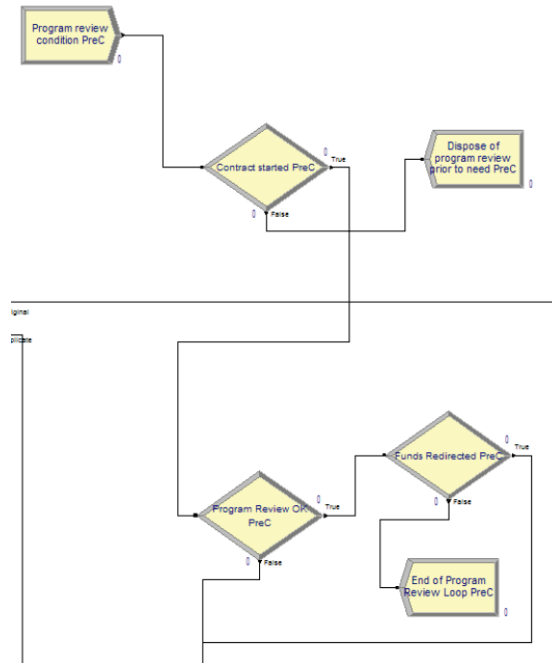 Program review
condition PreC
0
0
Contract started PreC
True
Dispose of
program review
prior to need PreC
0
0
False
iginal
plicate
0
Funds Redirected PreC
True
0
Program Review OK
PreC
True
0
False
0
False
End of Program
Review Loop PreC
0